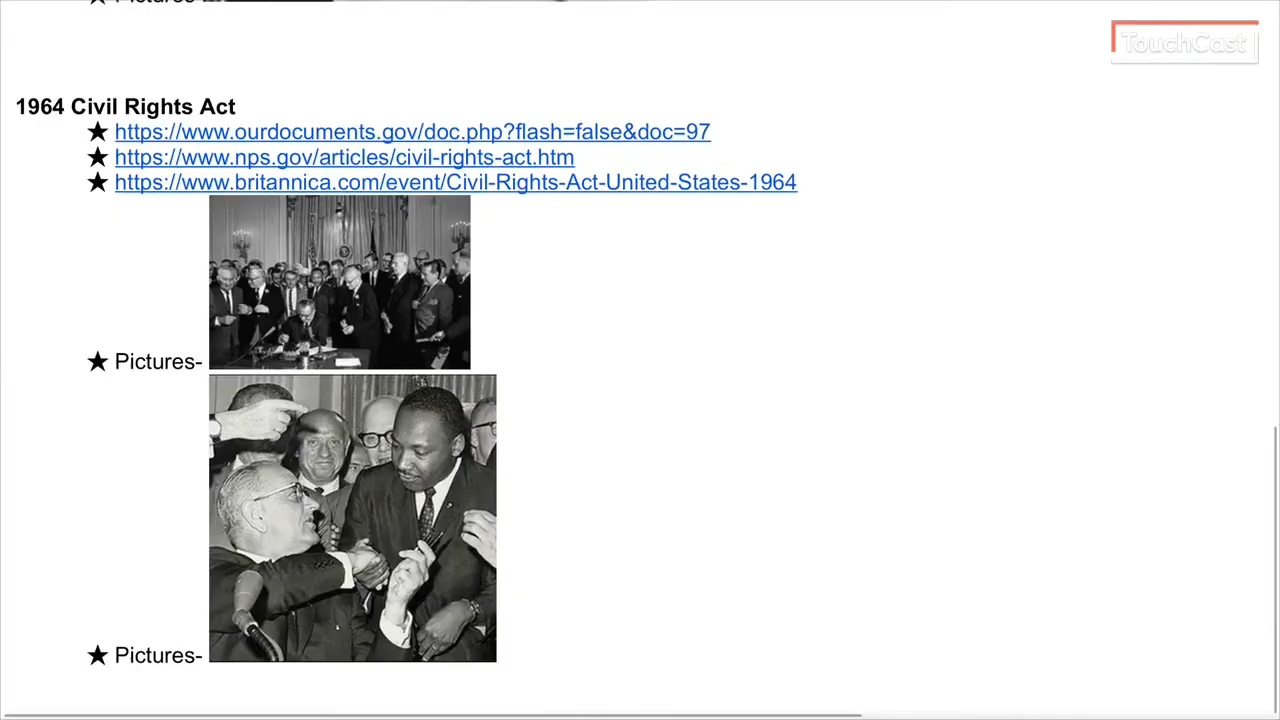 Pictures-
TouchCast
1964 Civil Rights Act
★ https://www.ourdocuments.gov/doc.php?flash=false&doc=97
★ https://www.nps.gov/articles/civil-rights-act.htm
★ https://www.britannica.com/event/Civil-Rights-Act-United-States-1964
★ Pictures-
★ Pictures-